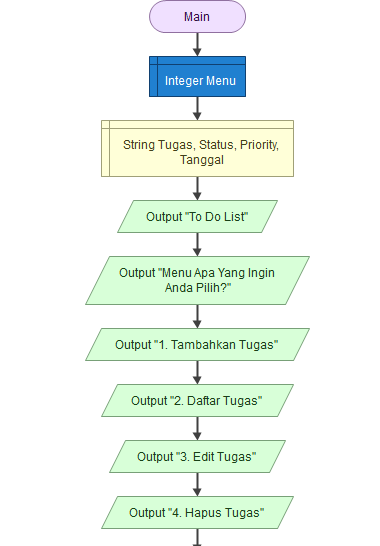 Main
Integer Menu
String Tugas, Status, Priority,
Tanggal
Output "To Do List"
Output "Menu Apa Yang Ingin
Anda Pilih?"
Output "1. Tambahkan Tugas"
Output "2. Daftar Tugas"
Output "3. Edit Tugas"
Output "4. Hapus Tugas"